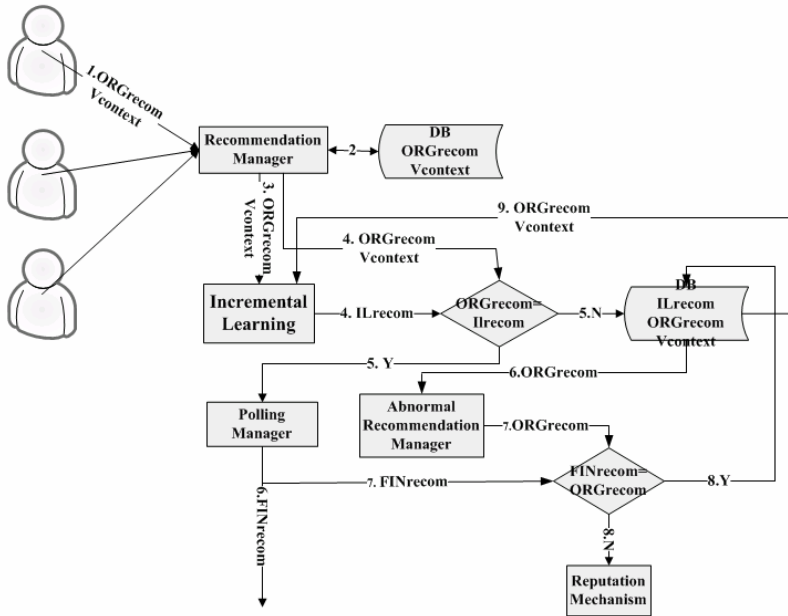 1.ORGrecom
Vcontext
Recommendation
Manager
2
DB
ORGrecom
Vcontext
3. ORGrecom
Vcontext
9. ORGrecom
Vcontext
4. ORGrecom
Vcontext
Incremental
Learning
4. ILrecom
ORGrecom=
Ilrecom
5.N
DB
ILrecom
ORGrecom
Vcontext
5. Y
6.ORGrecom
Polling
Manager
Abnormal
Recommendation
Manager
7.ORGrecom
6.FINrecom
7. FINrecom
FINrecom=
ORGrecom
8.Y
8.N
Reputation
Mechanism